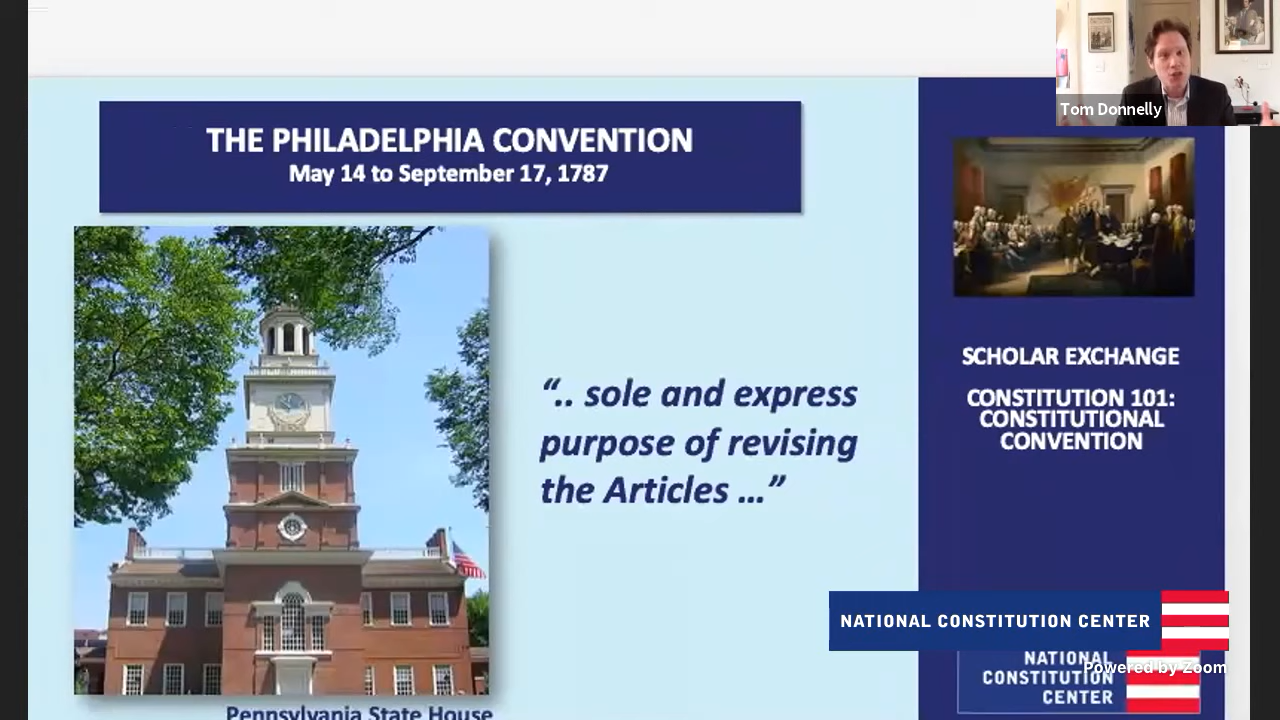 THE PHILADELPHIA CONVENTION
May 14 to September 17, 1787
“.. sole and express
purpose of revising
the Articles …”
Pennsylvania State House
Tom Donnelly
SCHOLAR EXCHANGE
CONSTITUTION 101:
CONSTITUTIONAL
CONVENTION
NATIONAL CONSTITUTION CENTER
Powered by Zoom
NATIONAL
CONSTITUTION
CENTER